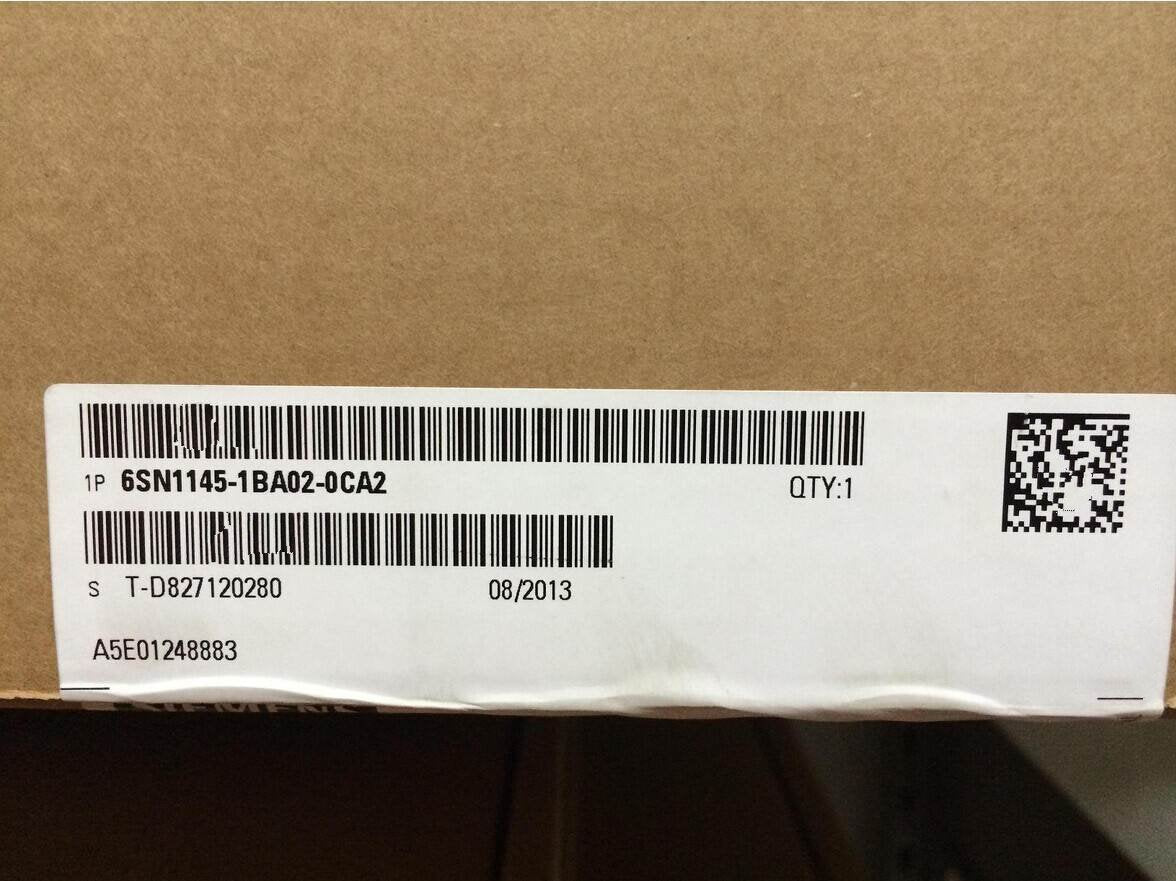 1P 6SN1145-1BA02-0CA2 QTY:1
S T-D827120280 08/2013
A5E01248883